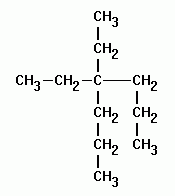 CH₃
CH₂
CH₃—CH₂—C—CH₂
CH₂ CH₂
CH₂ CH₃
CH₃